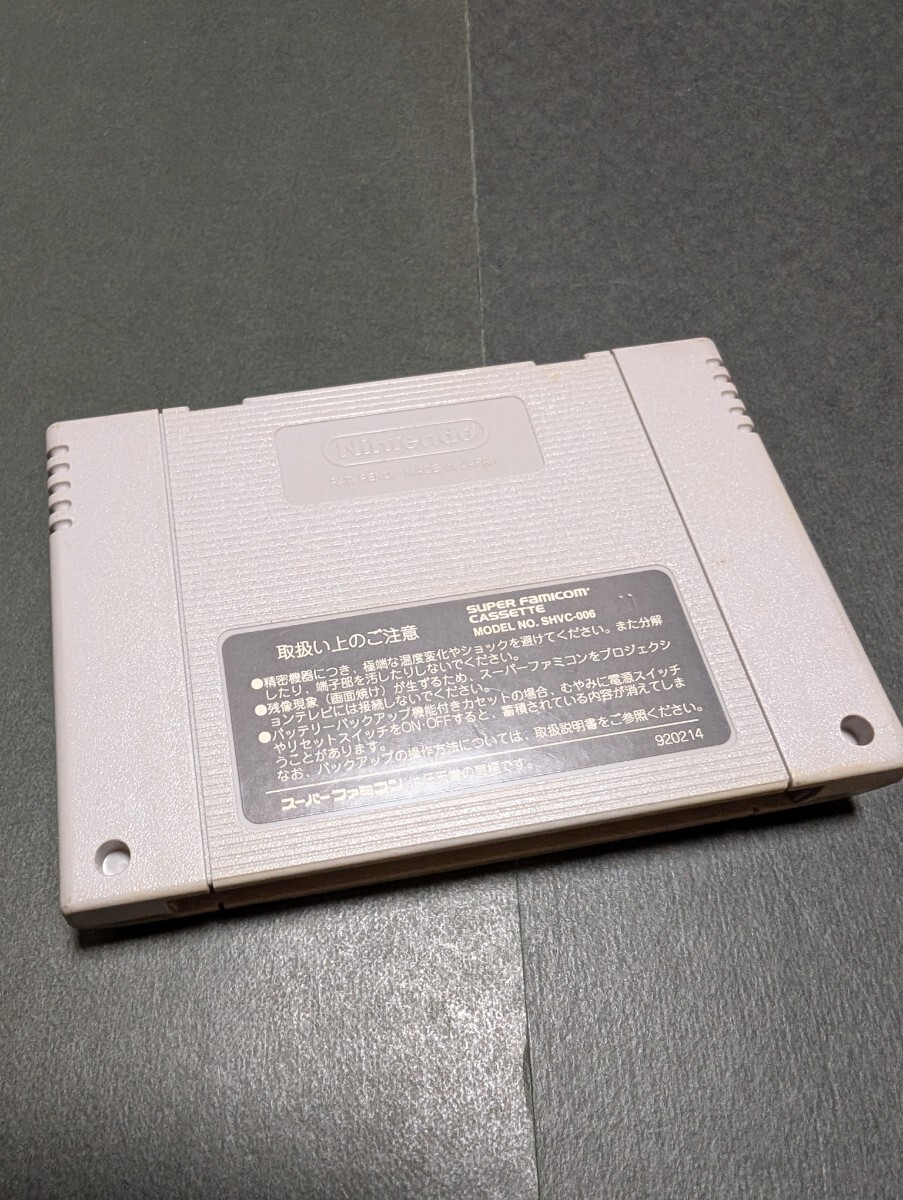 Nintendo
PAT. PEND. MADE IN JAPAN
SUPER FAMICOM
CASSETTE
MODEL NO. SHVC-006
取扱い上のご注意
●精密機器につき、極端な温度変化やショックを避けてください。また分解
したり、端子部を汚したりしないでください。
●残像現象（画面焼け）が生ずるため、スーパーファミコンをプロジェクシ
ョンテレビには接続しないでください。
●バッテリーバックアップ機能付きカセットの場合、むやみに電源スイッチ
やリセットスイッチをON・OFFすると、蓄積されている内容が消えてしま
うことがあります。
なお、バックアップの操作方法については、取扱説明書をご参照ください。
スーパーファミコンは任天堂の商標です。
920214